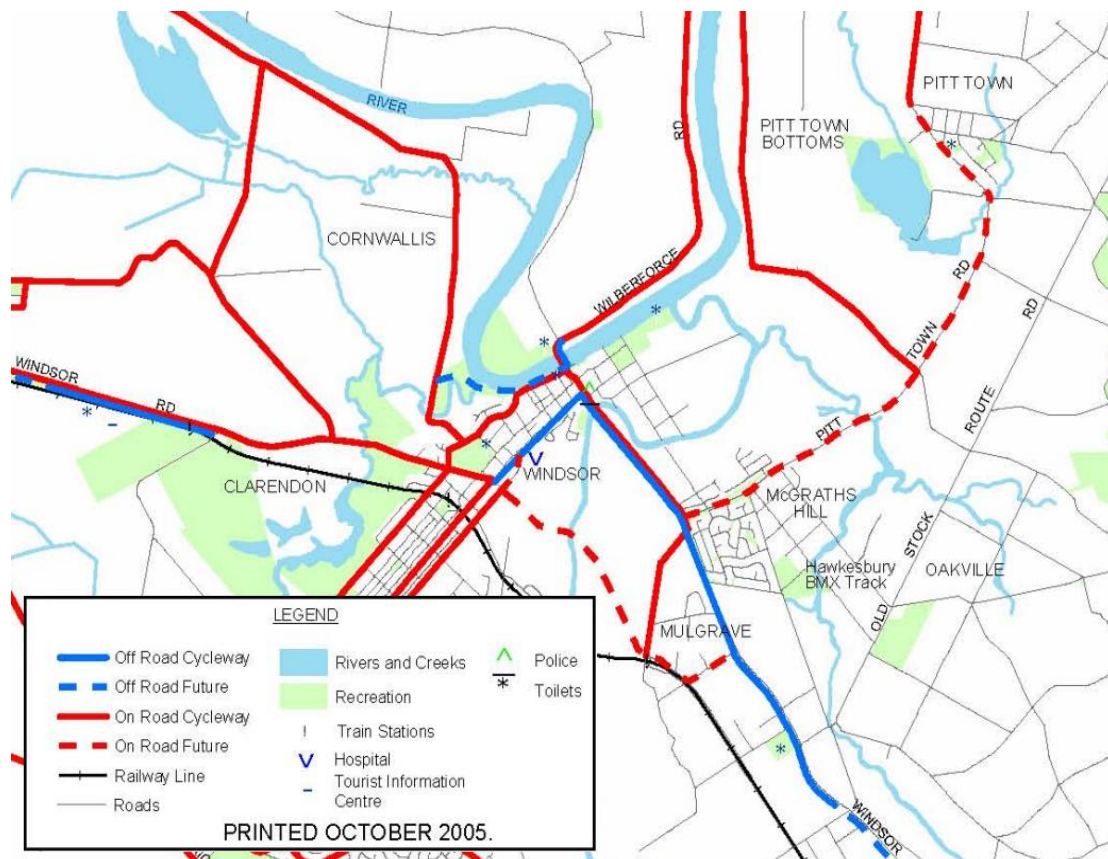 PITT TOWN
RIVER
RD
PITT TOWN
BOTTOMS
CORNWALLIS
RD
WILBERFORCE
RD
TOWN
WINDSOR
RD
ROUTE
PITT
CLARENDON
WINDSOR
McGRATHS
HILL
STOCK
Hawkesbury
BMX Track
OAKVILLE
OLD
MULGRAVE
WINDSOR
LEGEND
Off Road Cycleway
Off Road Future
On Road Cycleway
On Road Future
Railway Line
Roads
Rivers and Creeks
Recreation
Train Stations
Hospital
Tourist Information
Centre
Police
Toilets
PRINTED OCTOBER 2005.